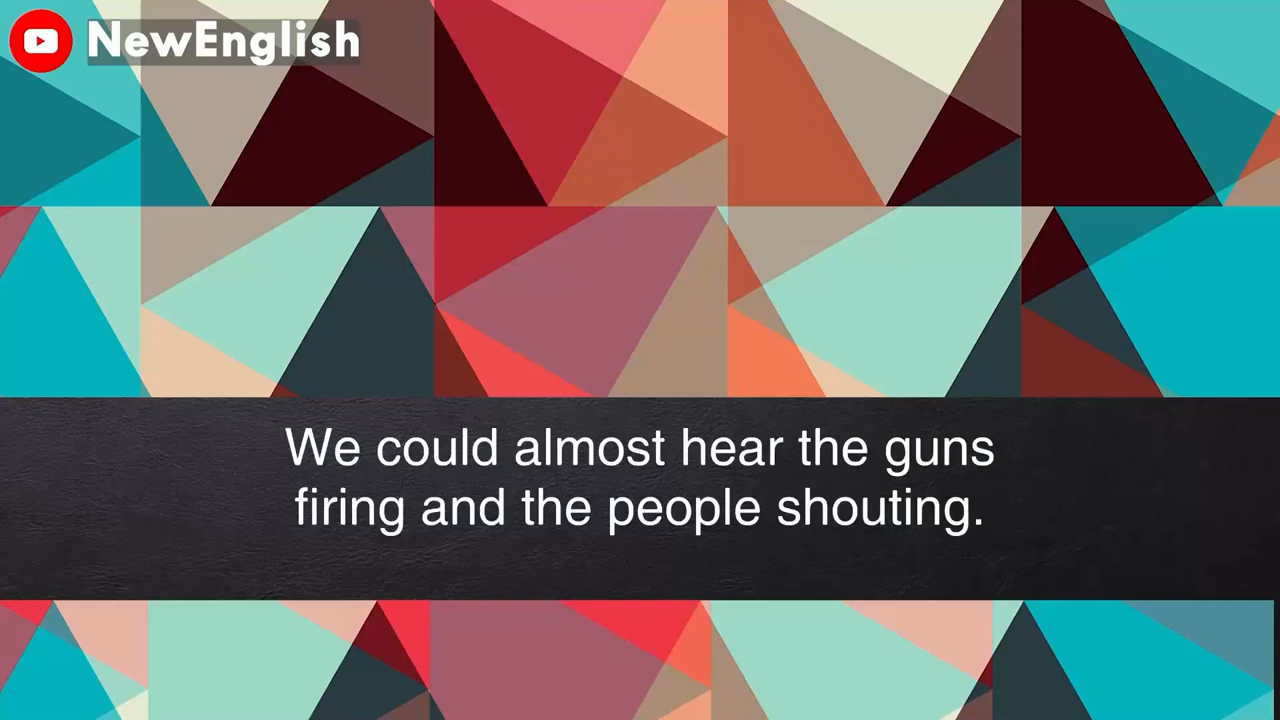 NewEnglish
We could almost hear the guns
firing and the people shouting.